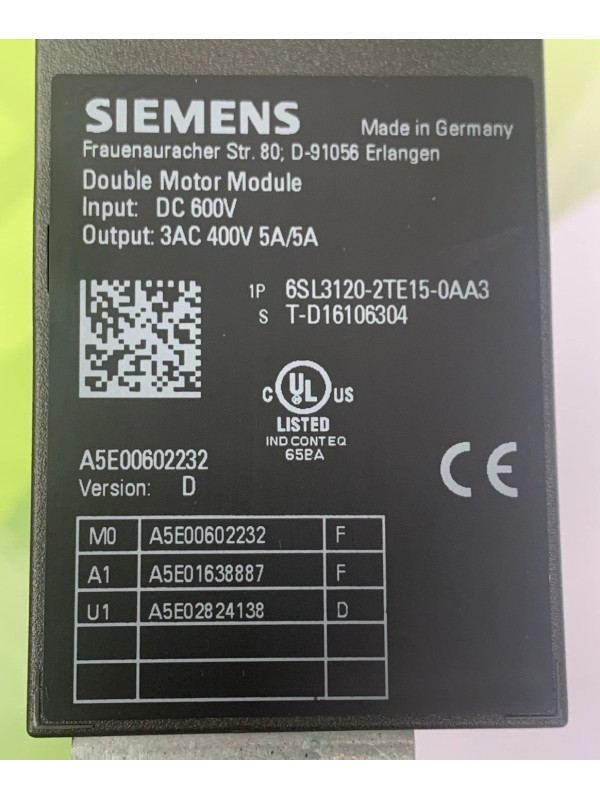 SIEMENS Made in Germany
Frauenauracher Str. 80; D-91056 Erlangen
Double Motor Module
Input: DC 600V
Output: 3AC 400V 5A/5A
1P 6SL3120-2TE15-0AA3
S T-D16106304
C UL US
LISTED
IND CONT EQ
65BA
A5E00602232
Version: D
CE
M0 A5E00602232 F
A1 A5E01638887 F
U1 A5E02824138 D